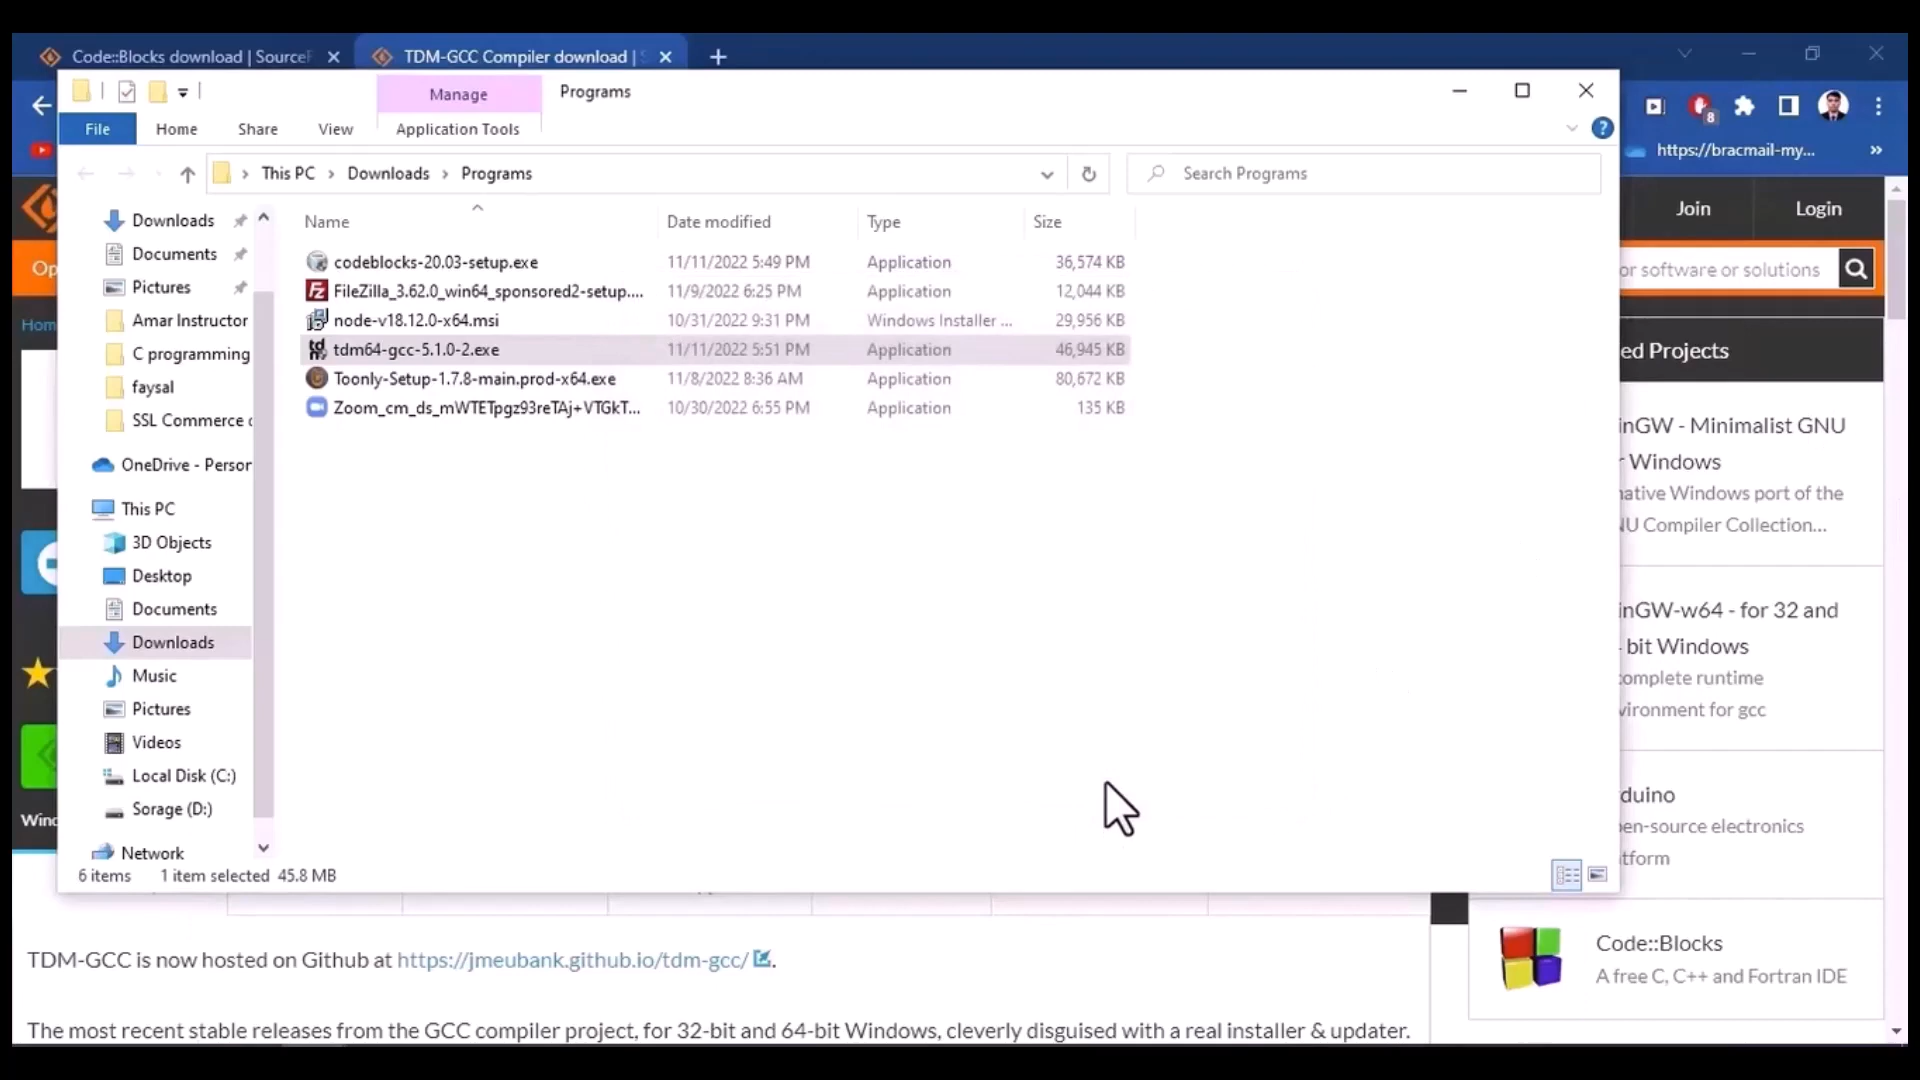 Code::Blocks download | Source
TDM-GCC Compiler download |
Manage
Programs
File
Home
Share
View
Application Tools
8
https://bracmail-my...
This PC
Downloads
Programs
Search Programs
Join
Login
Op
or software or solutions
Hom
Downloads
Documents
Pictures
Amar Instructor
C programming
faysal
SSL Commerce
OneDrive - Person
This PC
3D Objects
Desktop
Documents
Downloads
Music
Pictures
Videos
Local Disk (C:)
Sorage (D:)
Network
Name Date modified Type Size
codeblocks-20.03-setup.exe 11/11/2022 5:49 PM Application 36,574 KB
FileZilla_3.62.0_win64_sponsored2-setup.... 11/9/2022 6:25 PM Application 12,044 KB
node-v18.12.0-x64.msi 10/31/2022 9:31 PM Windows Installer ... 29,956 KB
tdm64-gcc-5.1.0-2.exe 11/11/2022 5:51 PM Application 46,945 KB
Toonly-Setup-1.7.8-main.prod-x64.exe 11/8/2022 8:36 AM Application 80,672 KB
Zoom_cm_ds_mWTETpgz93reTAj+VTGkT... 10/30/2022 6:55 PM Application 135 KB
6 items 1 item selected 45.8 MB
ed Projects
inGW - Minimalist GNU
r Windows
native Windows port of the
NU Compiler Collection...
inGW-w64 - for 32 and
bit Windows
complete runtime
vironment for gcc
duino
en-source electronics
tform
Code::Blocks
A free C, C++ and Fortran IDE
Wind
TDM-GCC is now hosted on Github at https://jmeubank.github.io/tdm-gcc/ .
The most recent stable releases from the GCC compiler project, for 32-bit and 64-bit Windows, cleverly disguised with a real installer & updater.